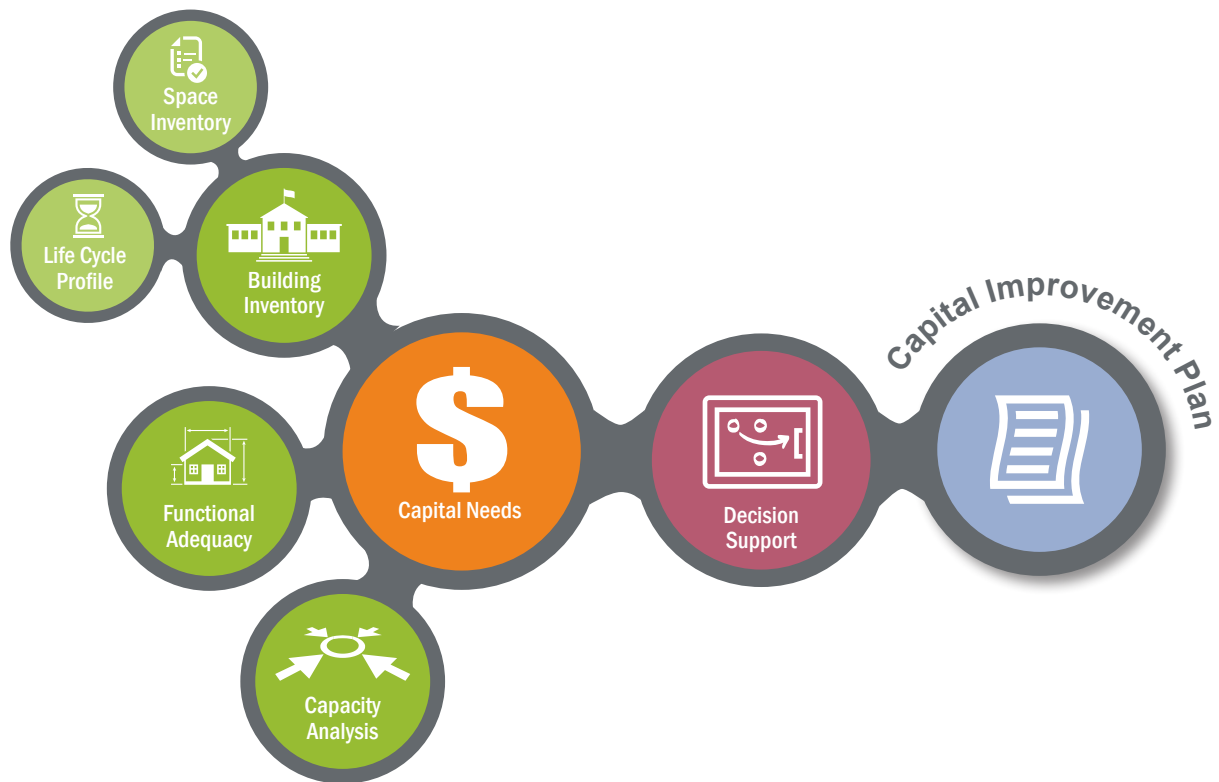 Space
Inventory
Life Cycle
Profile
Building
Inventory
Functional
Adequacy
Capacity
Analysis
$
Capital Needs
Decision
Support
Capital Improvement Plan